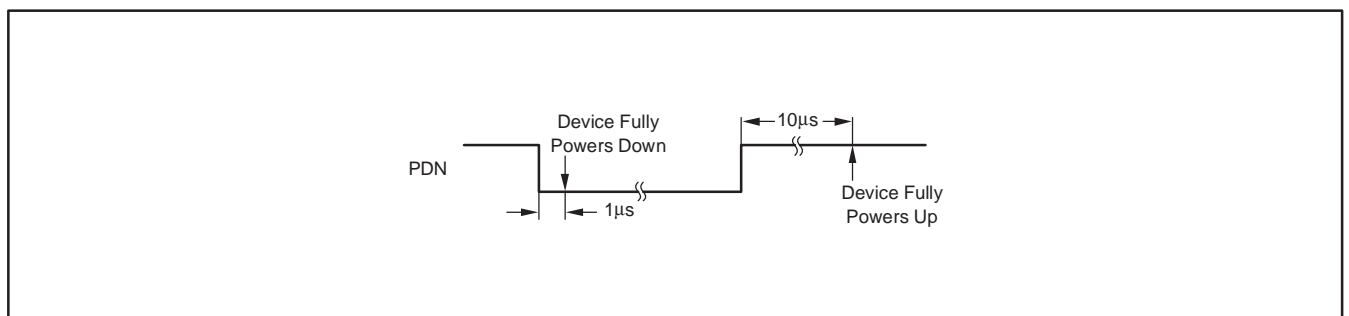 Device Fully
Powers Down
10μs
PDN
1μs
Device Fully
Powers Up